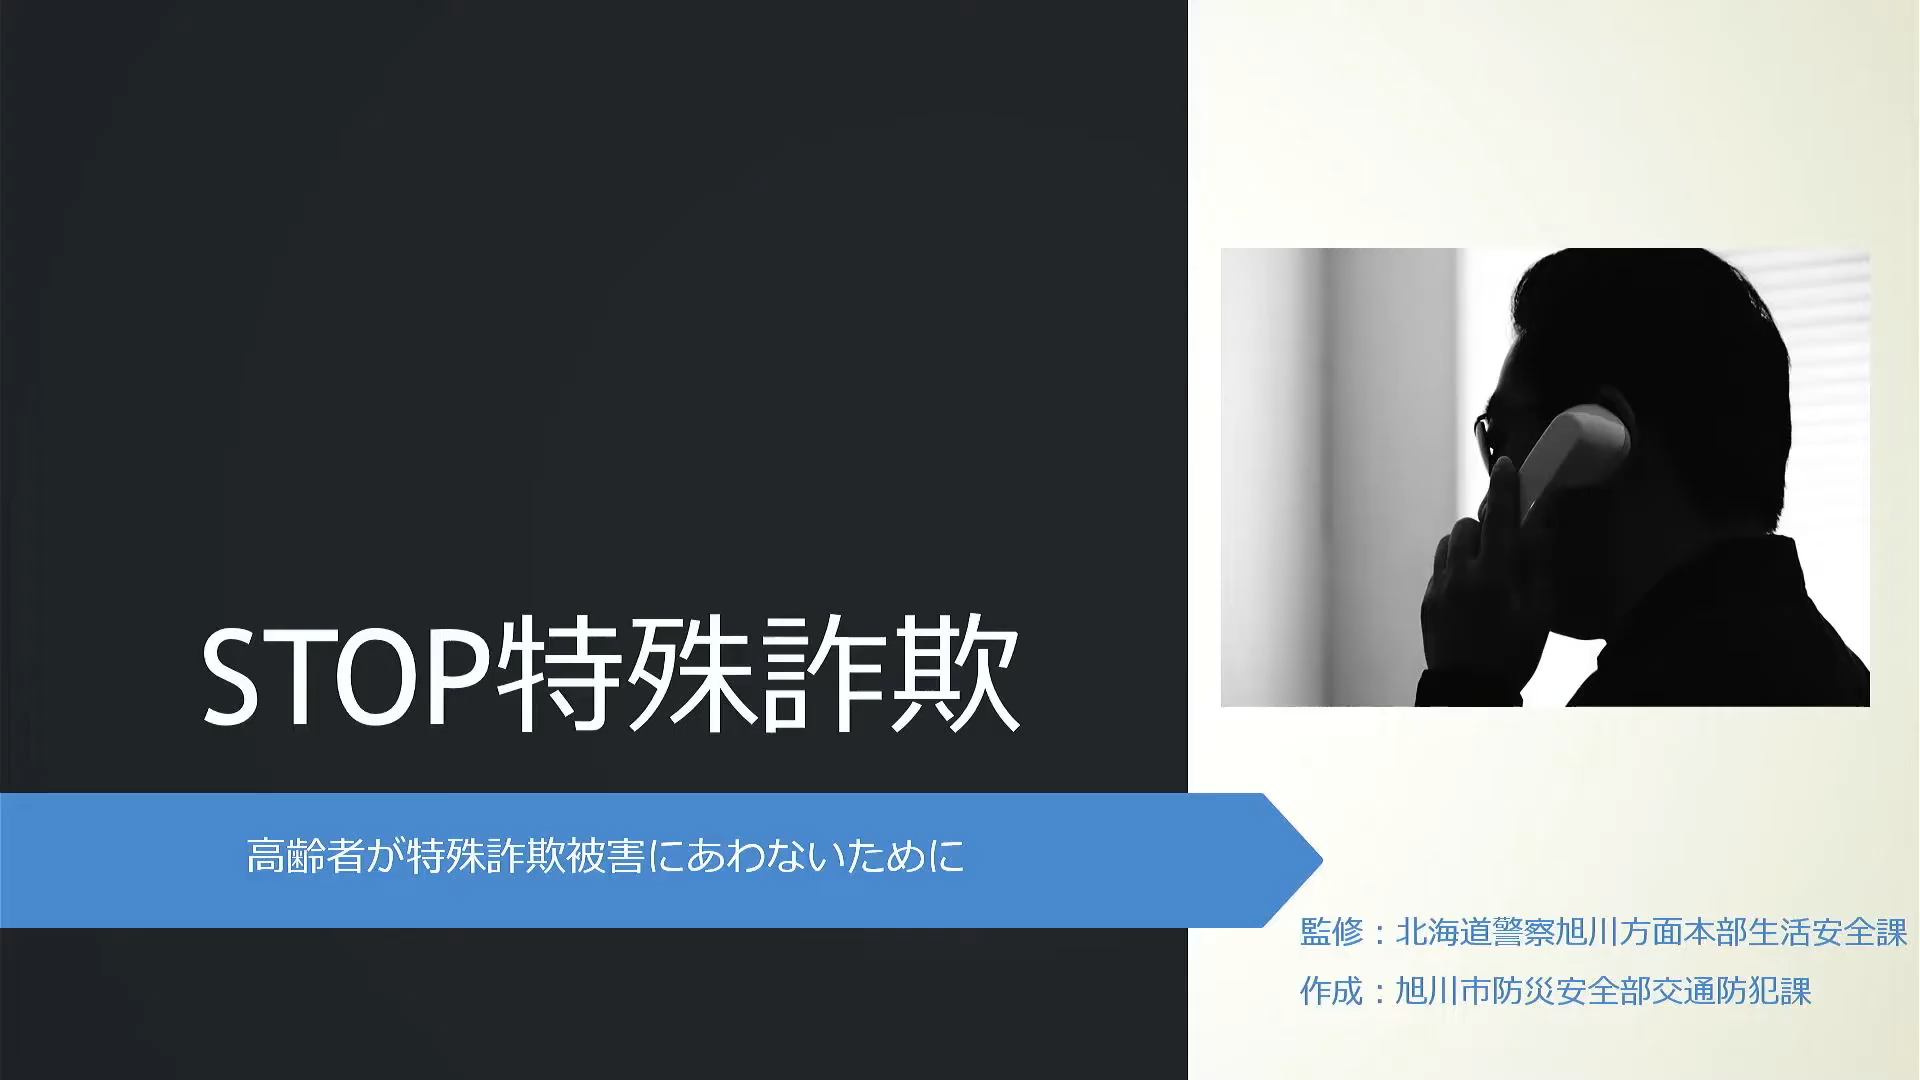 STOP特殊詐欺
高齢者が特殊詐欺被害にあわないために
監修：北海道警察旭川方面本部生活安全課
作成：旭川市防災安全部交通防犯課